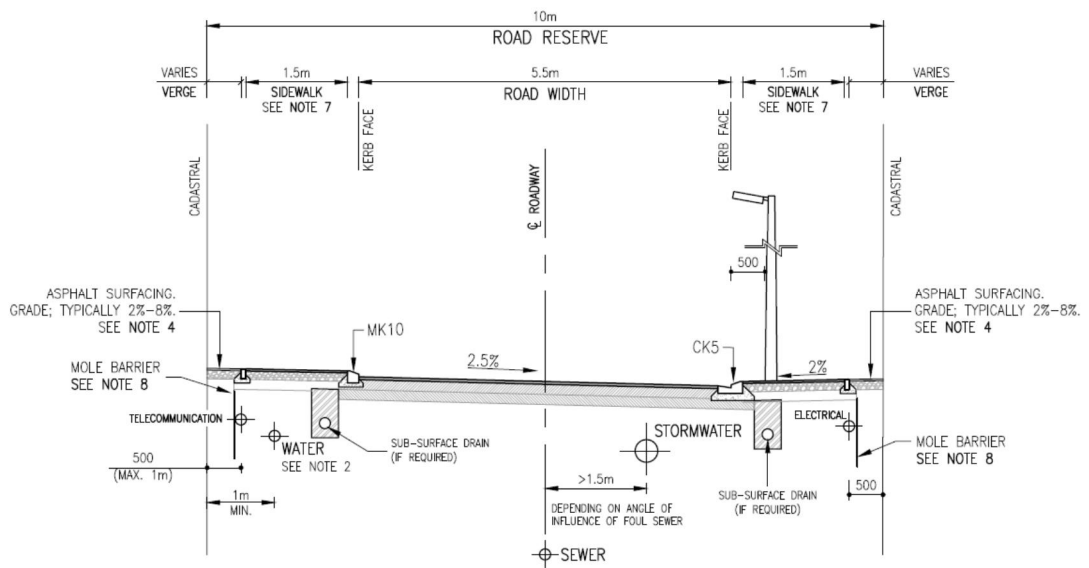 10m
ROAD RESERVE
VARIES
VERGE
1.5m
SIDEWALK
SEE NOTE 7
5.5m
ROAD WIDTH
1.5m
SIDEWALK
SEE NOTE 7
VARIES
VERGE
CADASTRAL
KERB FACE
℄ ROADWAY
KERB FACE
CADASTRAL
500
ASPHALT SURFACING.
GRADE; TYPICALLY 2%-8%.
SEE NOTE 4
MK10
2.5%
CK5
2%
ASPHALT SURFACING.
GRADE; TYPICALLY 2%-8%.
SEE NOTE 4
MOLE BARRIER
SEE NOTE 8
TELECOMMUNICATION
WATER
SEE NOTE 2
SUB-SURFACE DRAIN
(IF REQUIRED)
STORMWATER
ELECTRICAL
MOLE BARRIER
SEE NOTE 8
500
(MAX. 1m)
1m
MIN.
>1.5m
DEPENDING ON ANGLE OF
INFLUENCE OF FOUL SEWER
SUB-SURFACE DRAIN
(IF REQUIRED)
500
SEWER